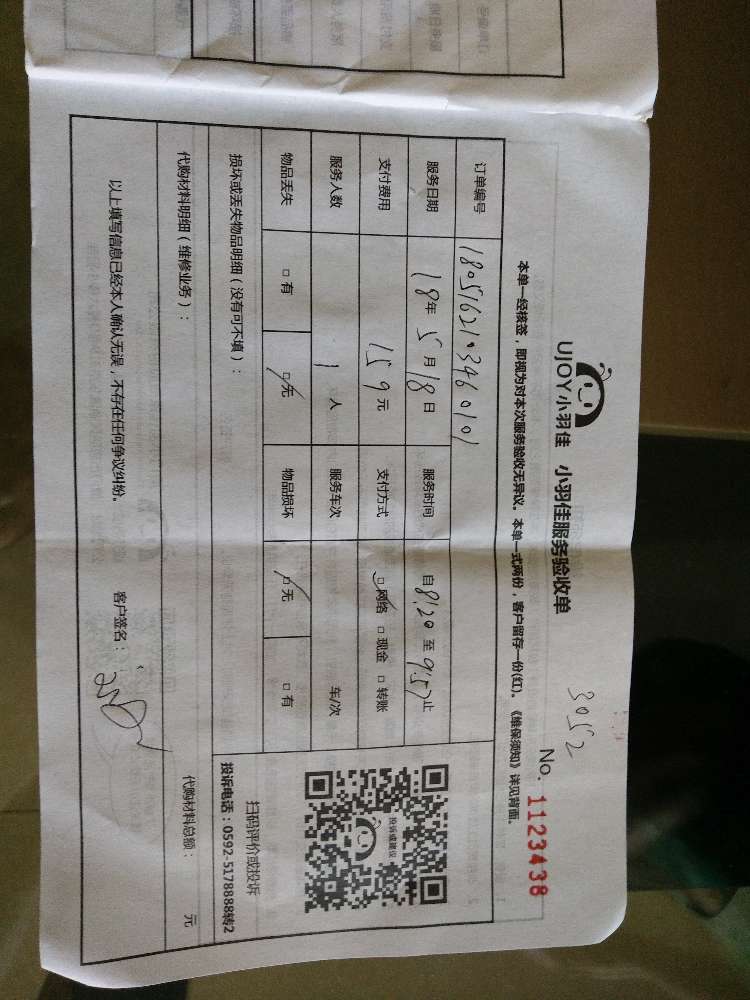 UJOY小羽佳 小羽佳服务验收单
3052
No. 1123438
本单一经核签，即视为对本次服务验收无异议。本单一式两份，客户留存一份(红)。《维保须知》详见背面。
订单编号 1805162103460101
服务日期 18年5月18日 服务时间 自8:20至9:57止
支付费用 159元 支付方式 □网络 □现金 □转账
服务人数 1人 服务车次 车/次
物品丢失 □有 □无 物品损坏 □无 □有
投诉或建议
扫码评价或投诉
投诉电话：0592-5178888转2
损坏或丢失物品明细（没有可不填）：
代购材料明细（维修业务）：
代购材料总额： 元
以上填写信息已经本人确认无误，不存在任何争议纠纷。 客户签名：